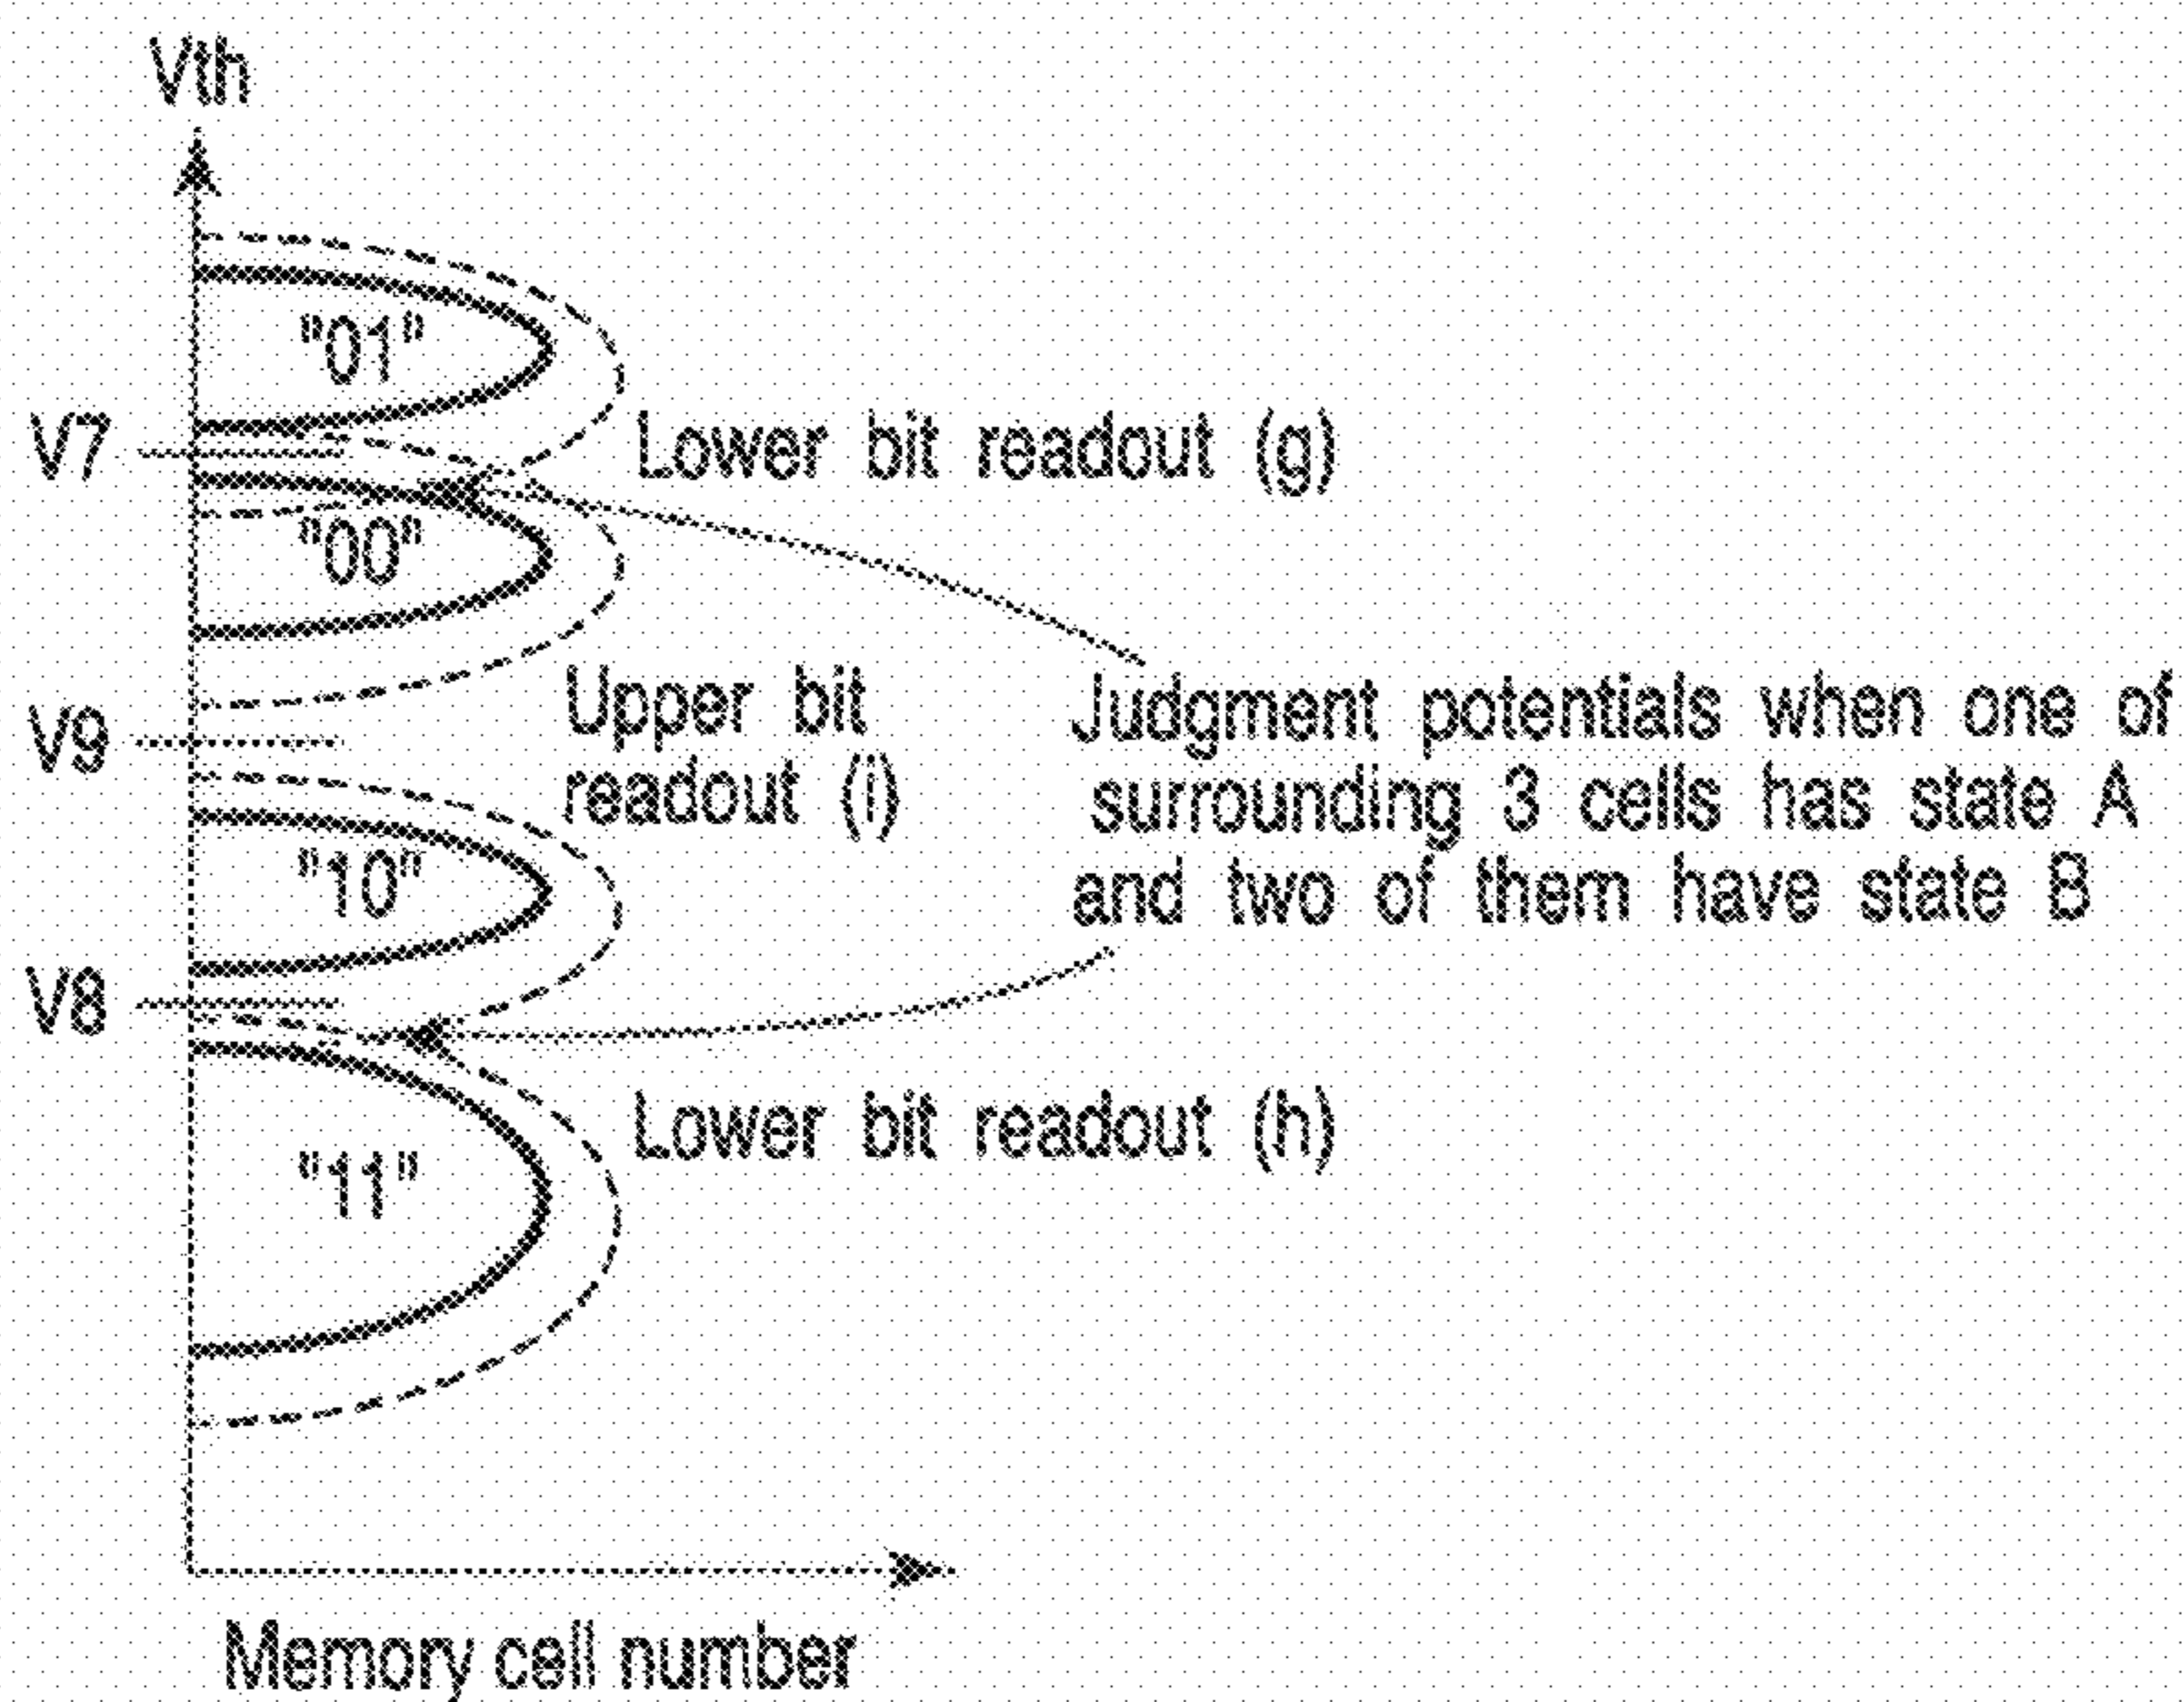 Vth
"01"
V7
Lower bit readout (g)
"00"
V9
Upper bit
readout (i)
Judgment potentials when one of
surrounding 3 cells has state A
and two of them have state B
"10"
V8
Lower bit readout (h)
"11"
Memory cell number